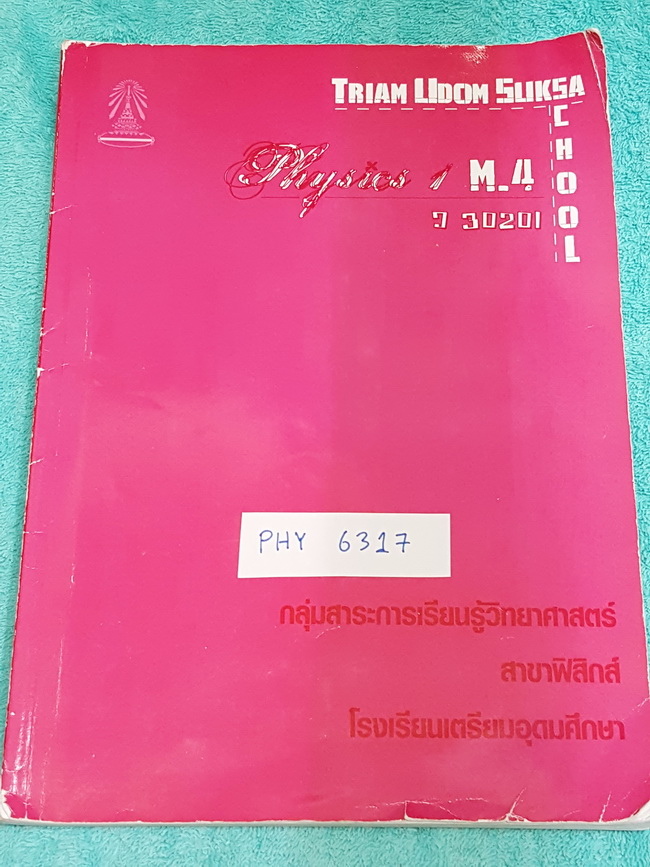 TRIAM UDOM SUKSA
SCHOOL
Physics 1 M.4
ว 30201
PHY 6317
กลุ่มสาระการเรียนรู้วิทยาศาสตร์
สาขาฟิสิกส์
โรงเรียนเตรียมอุดมศึกษา